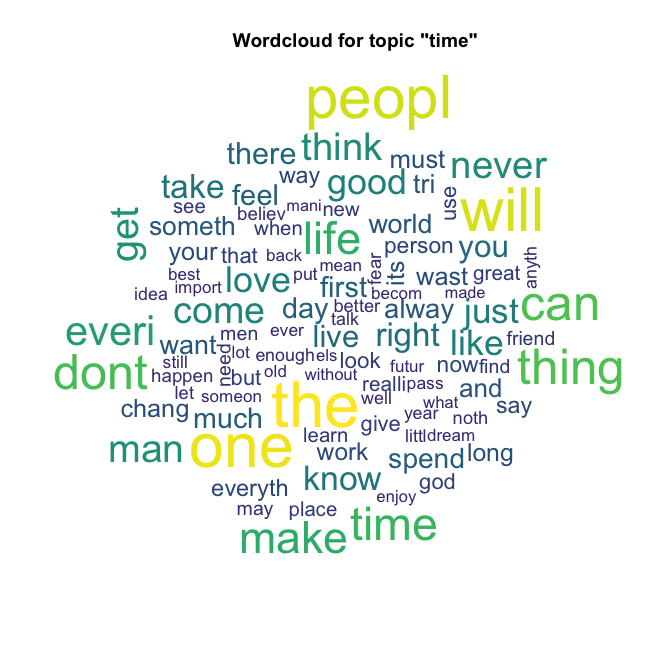 Wordcloud for topic "time"
peopl
there think must never
way
take feel good tri use will
see believ mani new
get someth when life world
your that back person you
best put mean fear its wast great anyth
idea import love first becom made
come day better alway just can
talk
everi men ever live right like friend
want lot enough els look now find
dont still need but old without futur thing
happen reall pass and
let someon the well what say
chang much give year noth
man one learn littl dream
work spend long
know
everyth god
enjoy
may place
make time